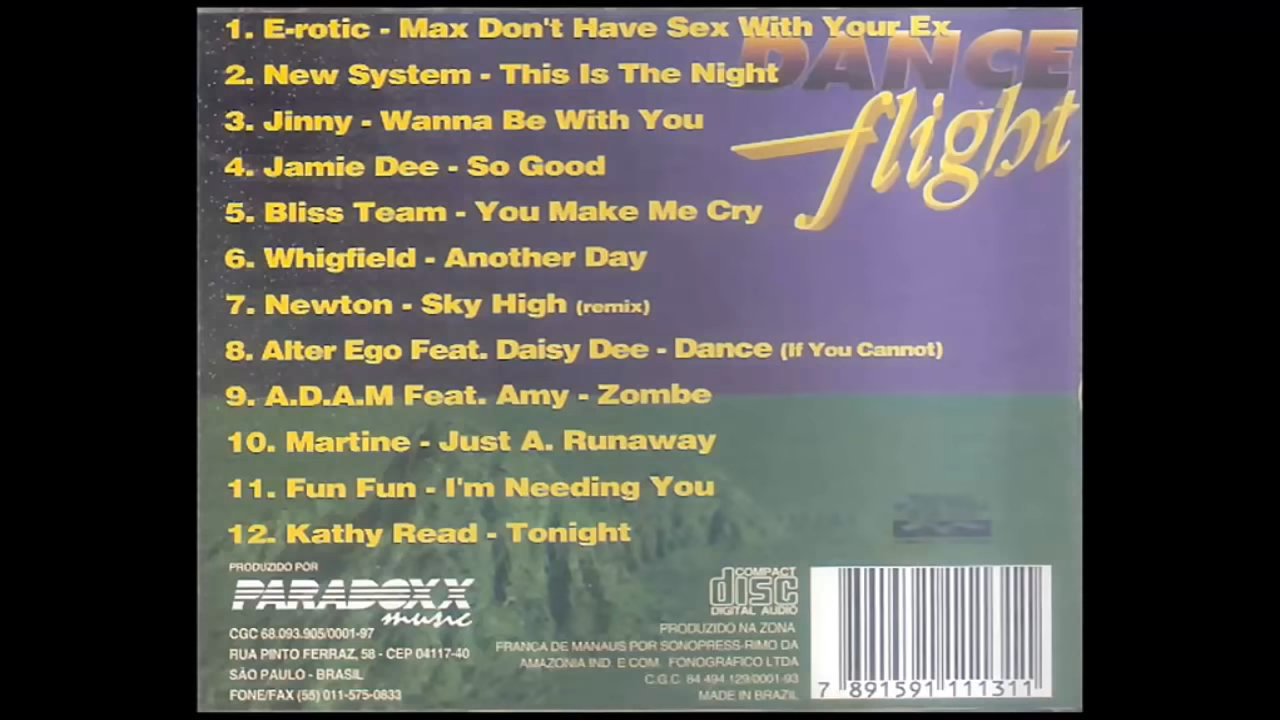 1. E-rotic - Max Don't Have Sex With Your Ex
DANCE
flight
2. New System - This Is The Night
3. Jinny - Wanna Be With You
4. Jamie Dee - So Good
5. Bliss Team - You Make Me Cry
6. Whigfield - Another Day
7. Newton - Sky High (remix)
8. Alter Ego Feat. Daisy Dee - Dance (If You Cannot)
9. A.D.A.M Feat. Amy - Zombe
10. Martine - Just A. Runaway
11. Fun Fun - I'm Needing You
12. Kathy Read - Tonight
PRODUZIDO POR
PARADOXX
music
CGC 68.093.905/0001-97
RUA PINTO FERRAZ, 58 - CEP 04117-40
SÃO PAULO - BRASIL
FONE/FAX (55) 011-575-0833
COMPACT
disc
DIGITAL AUDIO
PRODUZIDO NA ZONA
FRANCA DE MANAUS POR SONOPRESS-RIMO DA
AMAZONIA IND. E COM. FONOGRÁFICO LTDA
C.G.C. 84 494 129/0001-93
MADE IN BRAZIL
7 891591 111311